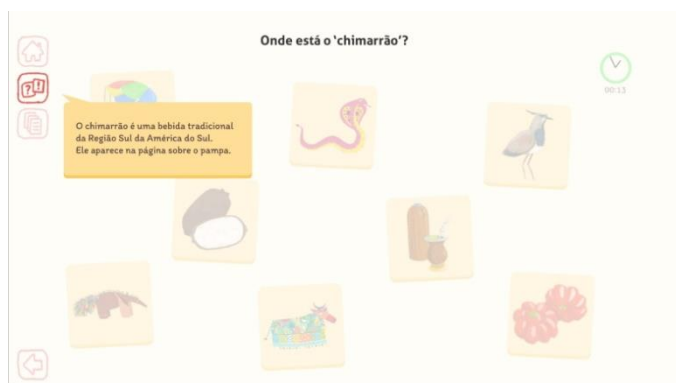 Onde está o ‘chimarrão’?
00:13
O chimarrão é uma bebida tradicional
da Região Sul da América do Sul.
Ele aparece na página sobre o pampa.